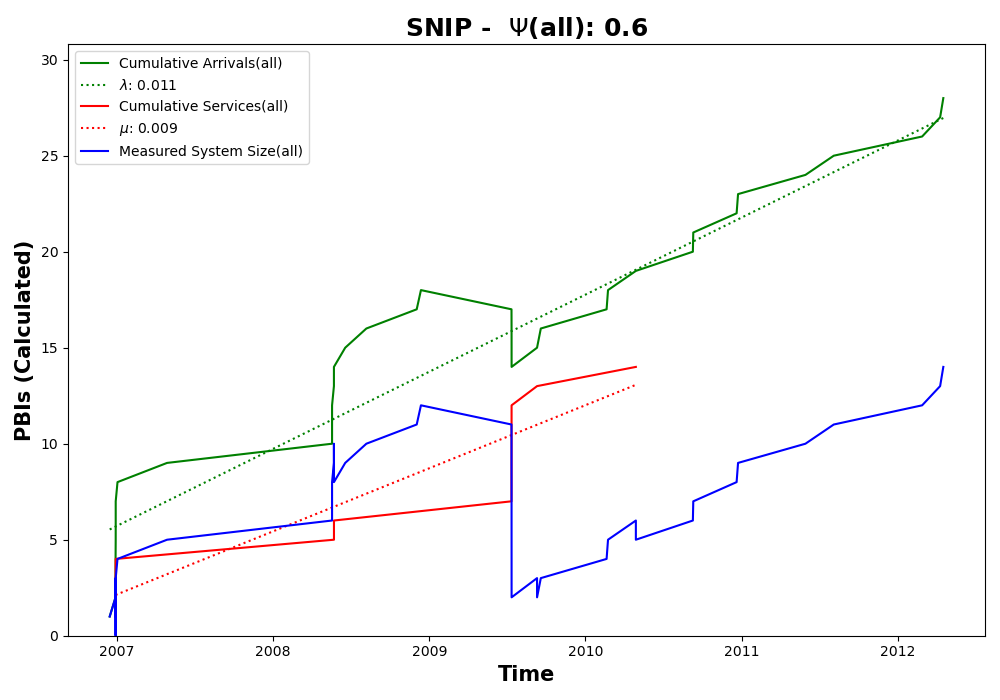 SNIP -  Ψ(all): 0.6
Cumulative Arrivals(all)
λ: 0.011
Cumulative Services(all)
μ: 0.009
Measured System Size(all)
PBIs (Calculated)
30
25
20
15
10
5
0
2007 2008 2009 2010 2011 2012
Time